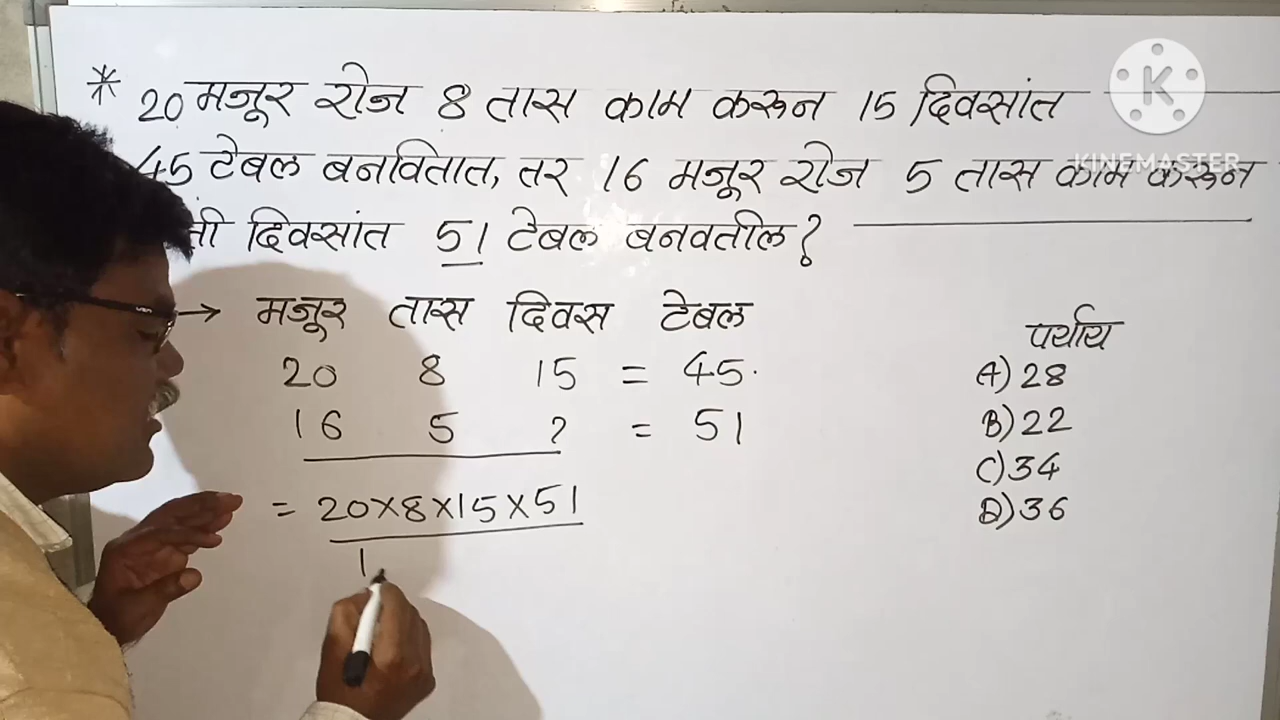 * 20 मजूर रोज 8 तास काम करून 15 दिवसांत
45 टेबल बनवितात, तर 16 मजूर रोज 5 तास काम करून
दिवसांत 51 टेबल बनवतील?
→ मजूर तास दिवस टेबल
20 8 15 = 45.
16 5 ? = 51
= 20×8×15×51
1
पर्याय
A) 28
B) 22
C) 34
D) 36
K
KINEMASTER